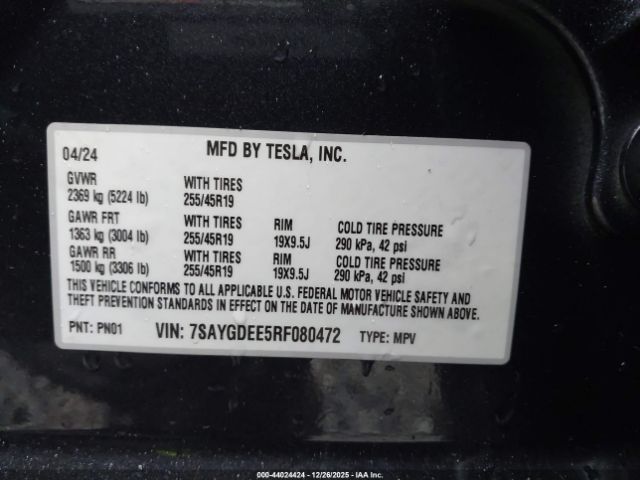 04/24 MFD BY TESLA, INC.
GVWR WITH TIRES
2369 kg (5224 lb) 255/45R19
GAWR FRT WITH TIRES RIM COLD TIRE PRESSURE
1363 kg (3004 lb) 255/45R19 19X9.5J 290 kPa, 42 psi
GAWR RR WITH TIRES RIM COLD TIRE PRESSURE
1500 kg (3306 lb) 255/45R19 19X9.5J 290 kPa, 42 psi
THIS VEHICLE CONFORMS TO ALL APPLICABLE U.S. FEDERAL MOTOR VEHICLE SAFETY AND
THEFT PREVENTION STANDARDS IN EFFECT ON THE DATE OF MANUFACTURE SHOWN ABOVE.
PNT: PN01 VIN: 7SAYGDEE5RF080472 TYPE: MPV
000-44024424 - 12/26/2025 - IAA Inc.